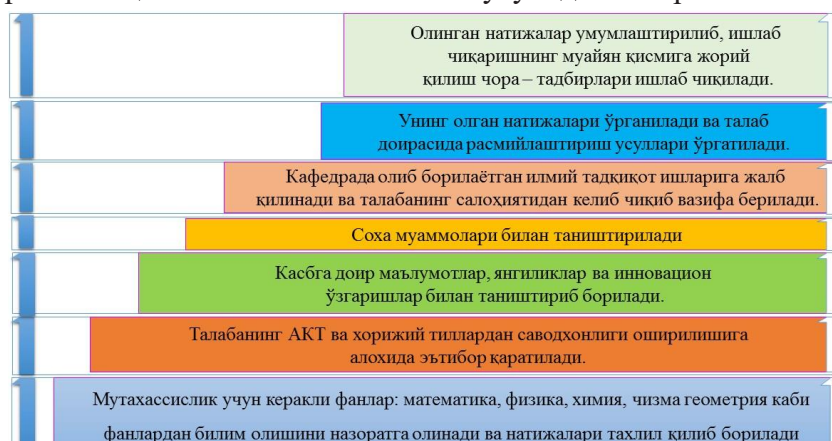 Олинган натижалар умумлаштирилиб, ишлаб
чиқаришнинг муайян қисмига жорий
қилиш чора – тадбирлари ишлаб чиқилади.
Унинг олган натижалари ўрганилади ва талаб
доирасида расмийлаштириш усуллари ўргатилади.
Кафедрада олиб борилаётган илмий тадқиқот ишларига жалб
қилинади ва талабанинг салоҳиятидан келиб чиқиб вазифа берилади.
Соха муаммолари билан таништирилади
Касбга доир маълумотлар, янгиликлар ва инновацион
ўзгаришлар билан таништириб борилади.
Талабанинг АКТ ва хорижий тиллардан саводхонлиги оширилишига
алохида эътибор қаратилади.
Мутахассислик учун керакли фанлар: математика, физика, химия, чизма геометрия каби
фанлардан билим олишини назоратга олинади ва натижалари тахлил қилиб борилади